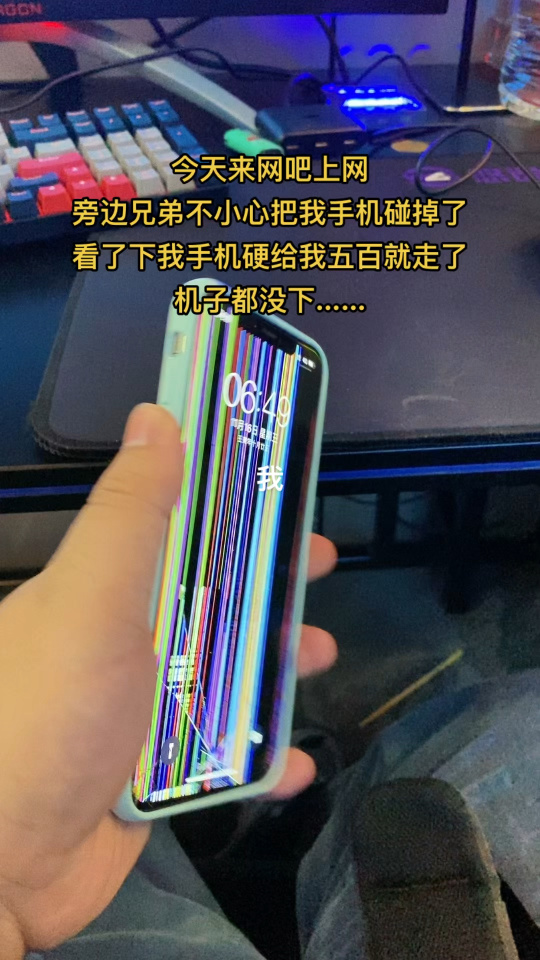 今天来网吧上网
旁边兄弟不小心把我手机碰掉了
看了下我手机硬给我五百就走了
机子都没下......
06:49
我